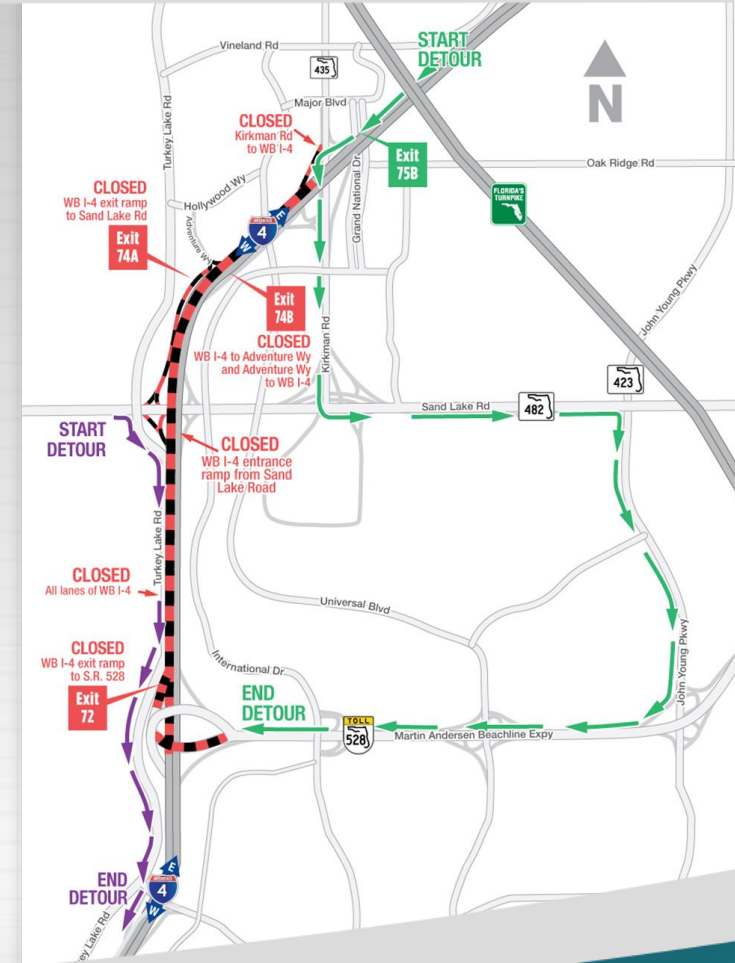 START
DETOUR
Vineland Rd
435
N
Major Blvd
CLOSED
Kirkman Rd
to WB I-4
Turkey Lake Rd
Exit
75B
Oak Ridge Rd
Grand National Dr
FLORIDA'S
TURNPIKE
CLOSED
WB I-4 exit ramp
to Sand Lake Rd
Hollywood Wy
Adventure Wy
INTERSTATE
4
E
W
Exit
74A
Exit
74B
John Young Pkwy
CLOSED
WB I-4 to Adventure Wy
and Adventure Wy
to WB I-4
Kirkman Rd
423
Sand Lake Rd
482
START
DETOUR
CLOSED
WB I-4 entrance
ramp from Sand
Lake Road
Turkey Lake Rd
CLOSED
All lanes of WB I-4
Universal Blvd
CLOSED
WB I-4 exit ramp
to S.R. 528
Exit
72
International Dr
John Young Pkwy
END
DETOUR
TOLL
528
Martin Andersen Beachline Expy
END
DETOUR
INTERSTATE
4
E
W
ey Lake Rd